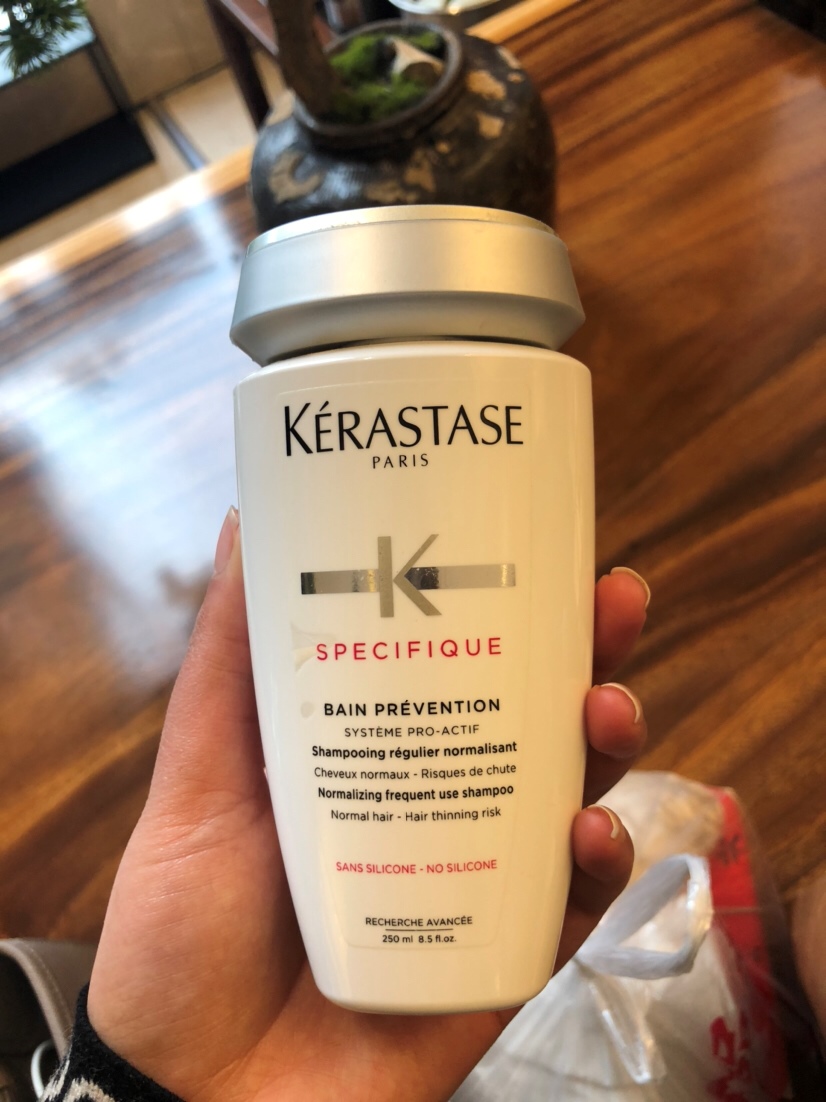 KÉRASTASE
PARIS
K
SPECIFIQUE
BAIN PRÉVENTION
SYSTÈME PRO-ACTIF
Shampooing régulier normalisant
Cheveux normaux - Risques de chute
Normalizing frequent use shampoo
Normal hair - Hair thinning risk
SANS SILICONE - NO SILICONE
RECHERCHE AVANCÉE
250 ml 8.5 fl.oz.